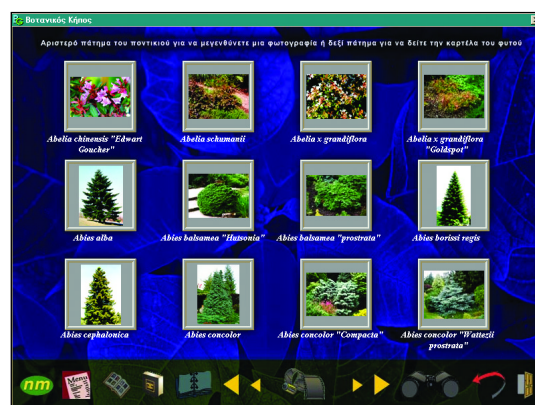 Βοτανικός Κήπος
Αριστερό πάτημα του ποντικιού για να μεγενθύνετε μια φωτογραφία ή δεξί πάτημα για να δείτε την καρτέλα του φυτού
Abelia chinensis "Edwart
Goucher"
Abelia schumanii
Abelia x grandiflora
Abelia x grandiflora
"Goldspot"
Abies alba
Abies balsamea "Hutsonia"
Abies balsamea "prostrata"
Abies borissi regis
Abies cephalonica
Abies concolor
Abies concolor "Compacta"
Abies concolor "Wattezii
prostrata"
nm
Menu